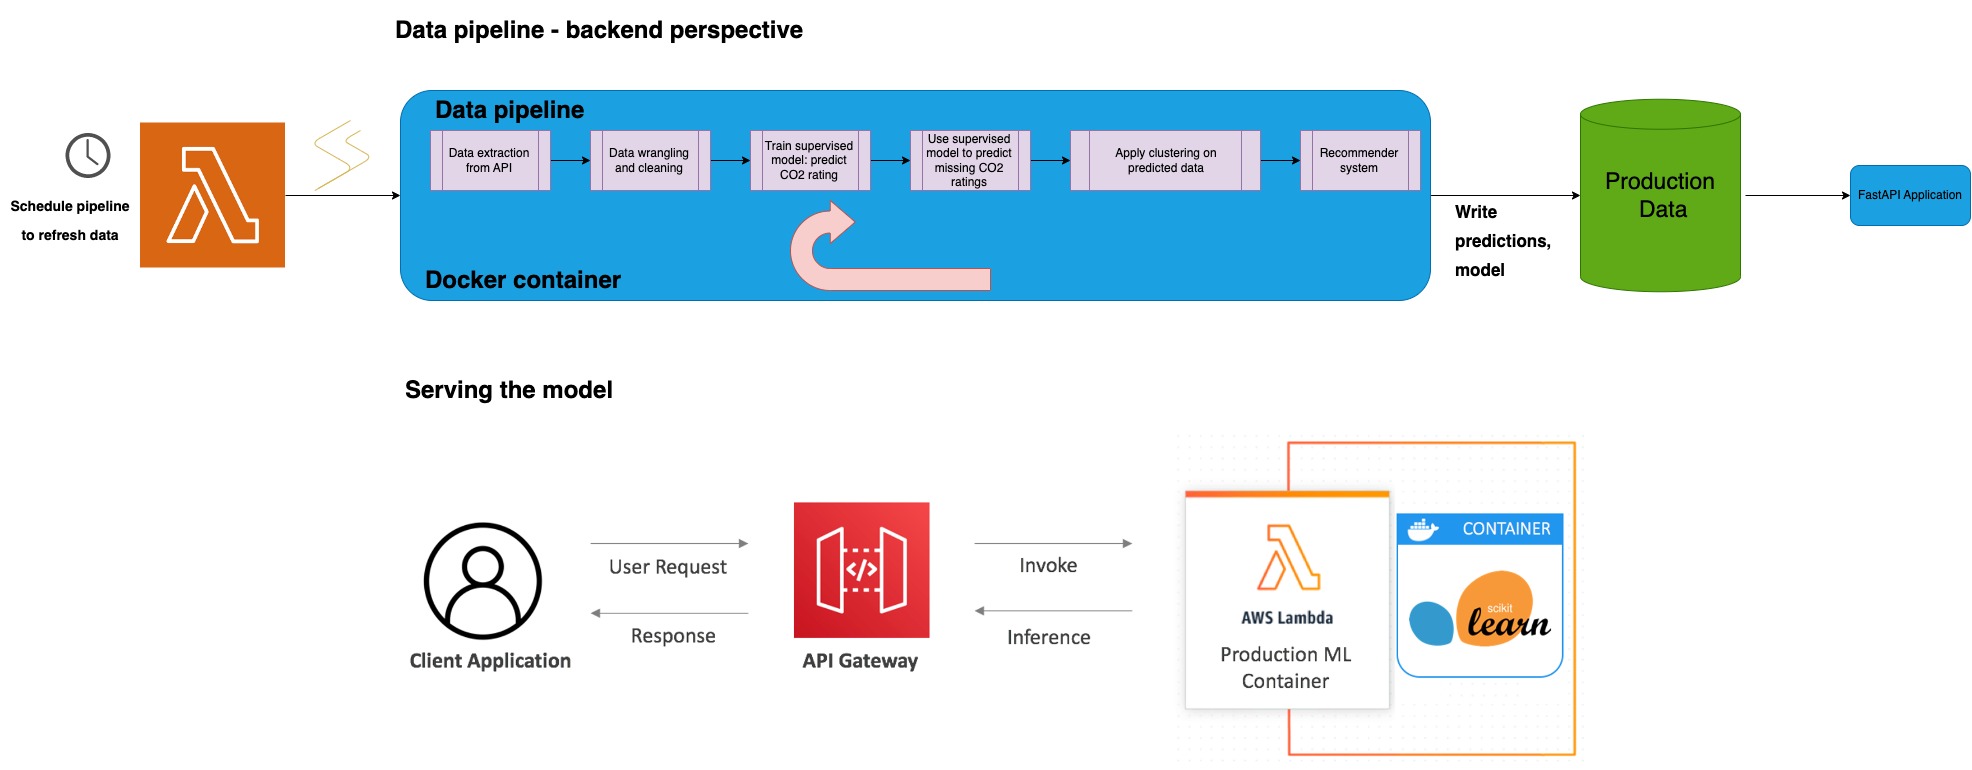 Data pipeline - backend perspective
Schedule pipeline
to refresh data
Data pipeline
Data extraction
from API
Data wrangling
and cleaning
Train supervised
model: predict
CO2 rating
Use supervised
model to predict
missing CO2
ratings
Apply clustering on
predicted data
Recommender
system
Docker container
Write
predictions,
model
Production
Data
FastAPI Application
Serving the model
Client Application
User Request
Response
</>
API Gateway
Invoke
Inference
AWS Lambda
Production ML
Container
CONTAINER
scikit
learn